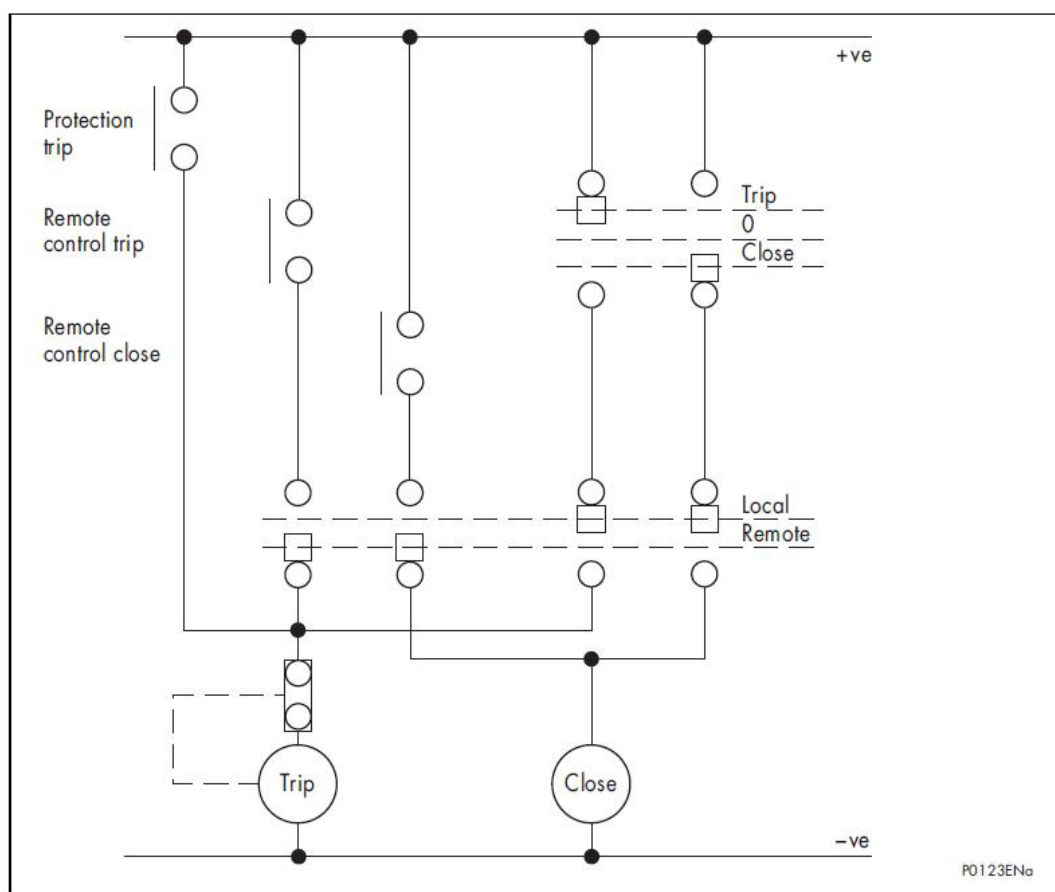 +ve
Protection
trip
Trip
Remote
control trip
0
Close
Remote
control close
Local
Remote
Trip
Close
–ve
P0123ENa